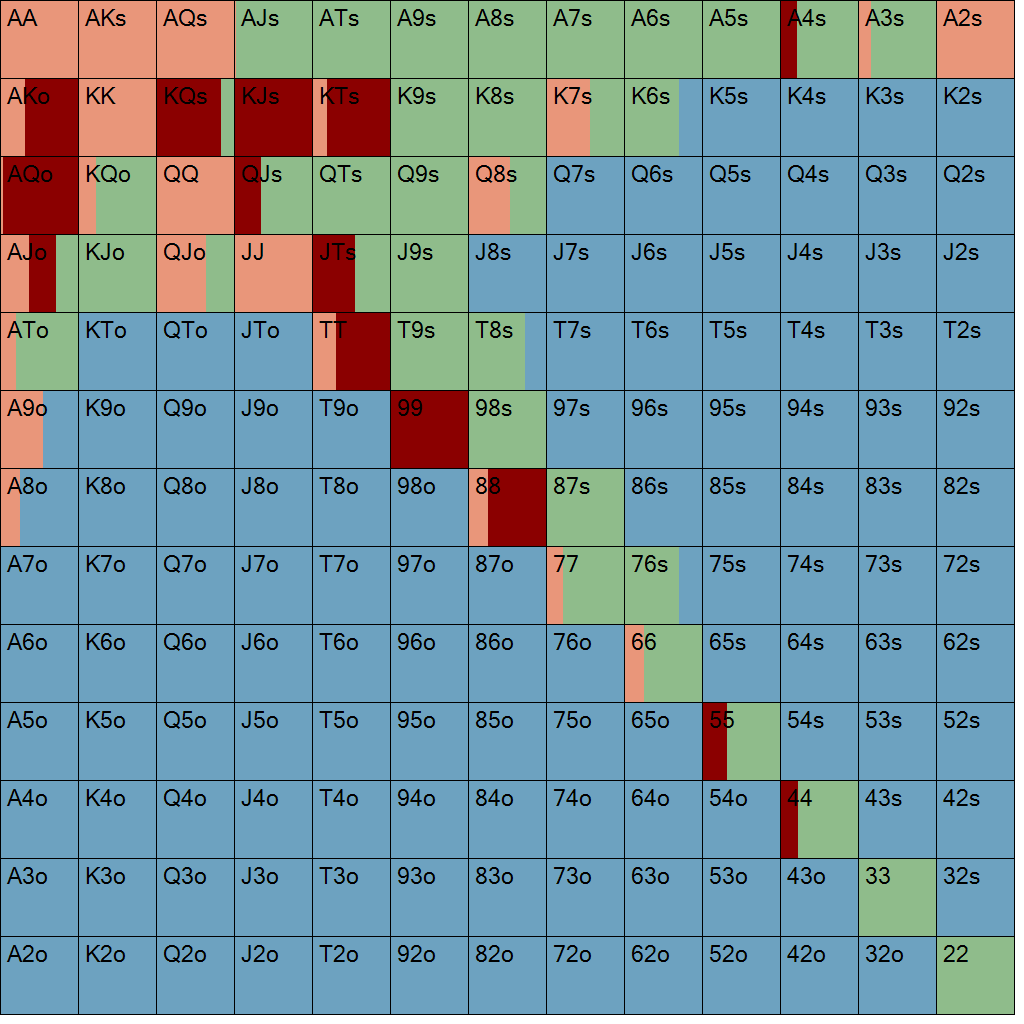 AA AKs AQs AJs ATs A9s A8s A7s A6s A5s A4s A3s A2s
AKo KK KQs KJs KTs K9s K8s K7s K6s K5s K4s K3s K2s
AQo KQo QQ QJs QTs Q9s Q8s Q7s Q6s Q5s Q4s Q3s Q2s
AJo KJo QJo JJ JTs J9s J8s J7s J6s J5s J4s J3s J2s
ATo KTo QTo JTo TT T9s T8s T7s T6s T5s T4s T3s T2s
A9o K9o Q9o J9o T9o 99 98s 97s 96s 95s 94s 93s 92s
A8o K8o Q8o J8o T8o 98o 88 87s 86s 85s 84s 83s 82s
A7o K7o Q7o J7o T7o 97o 87o 77 76s 75s 74s 73s 72s
A6o K6o Q6o J6o T6o 96o 86o 76o 66 65s 64s 63s 62s
A5o K5o Q5o J5o T5o 95o 85o 75o 65o 55 54s 53s 52s
A4o K4o Q4o J4o T4o 94o 84o 74o 64o 54o 44 43s 42s
A3o K3o Q3o J3o T3o 93o 83o 73o 63o 53o 43o 33 32s
A2o K2o Q2o J2o T2o 92o 82o 72o 62o 52o 42o 32o 22